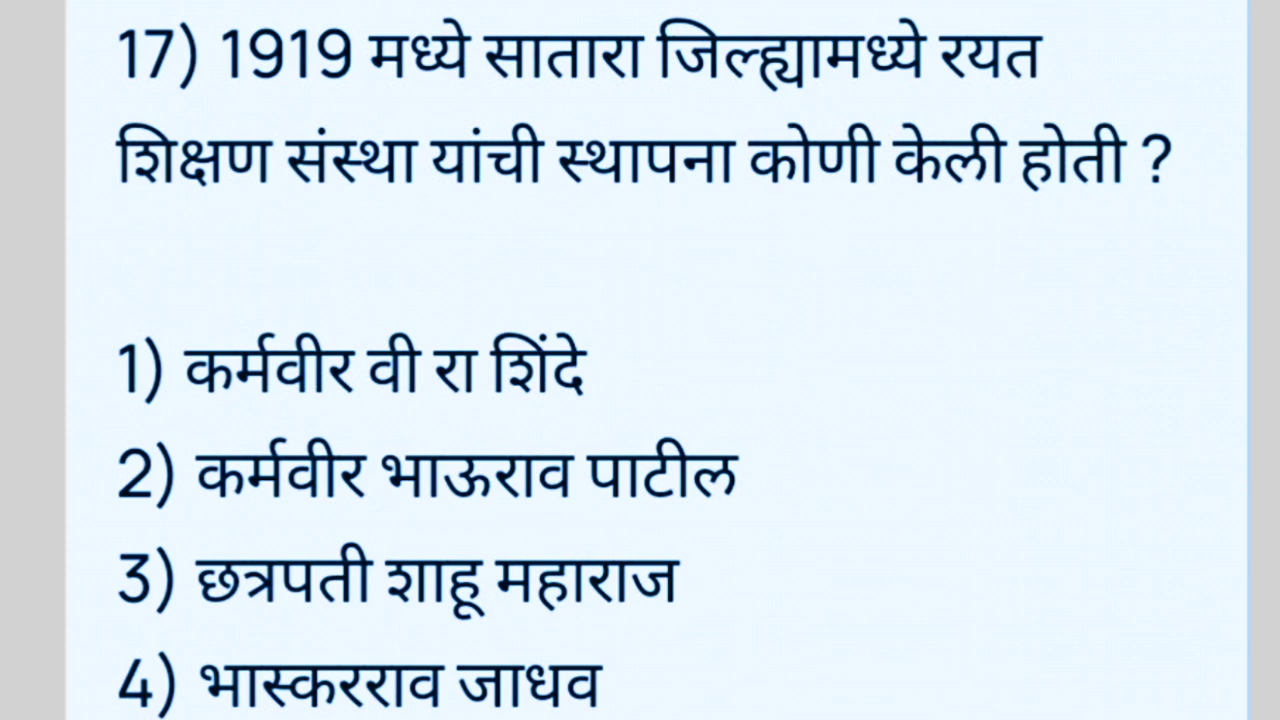 17) 1919 मध्ये सातारा जिल्ह्यामध्ये रयत
शिक्षण संस्था यांची स्थापना कोणी केली होती ?
1) कर्मवीर वी रा शिंदे
2) कर्मवीर भाऊराव पाटील
3) छत्रपती शाहू महाराज
4) भास्करराव जाधव